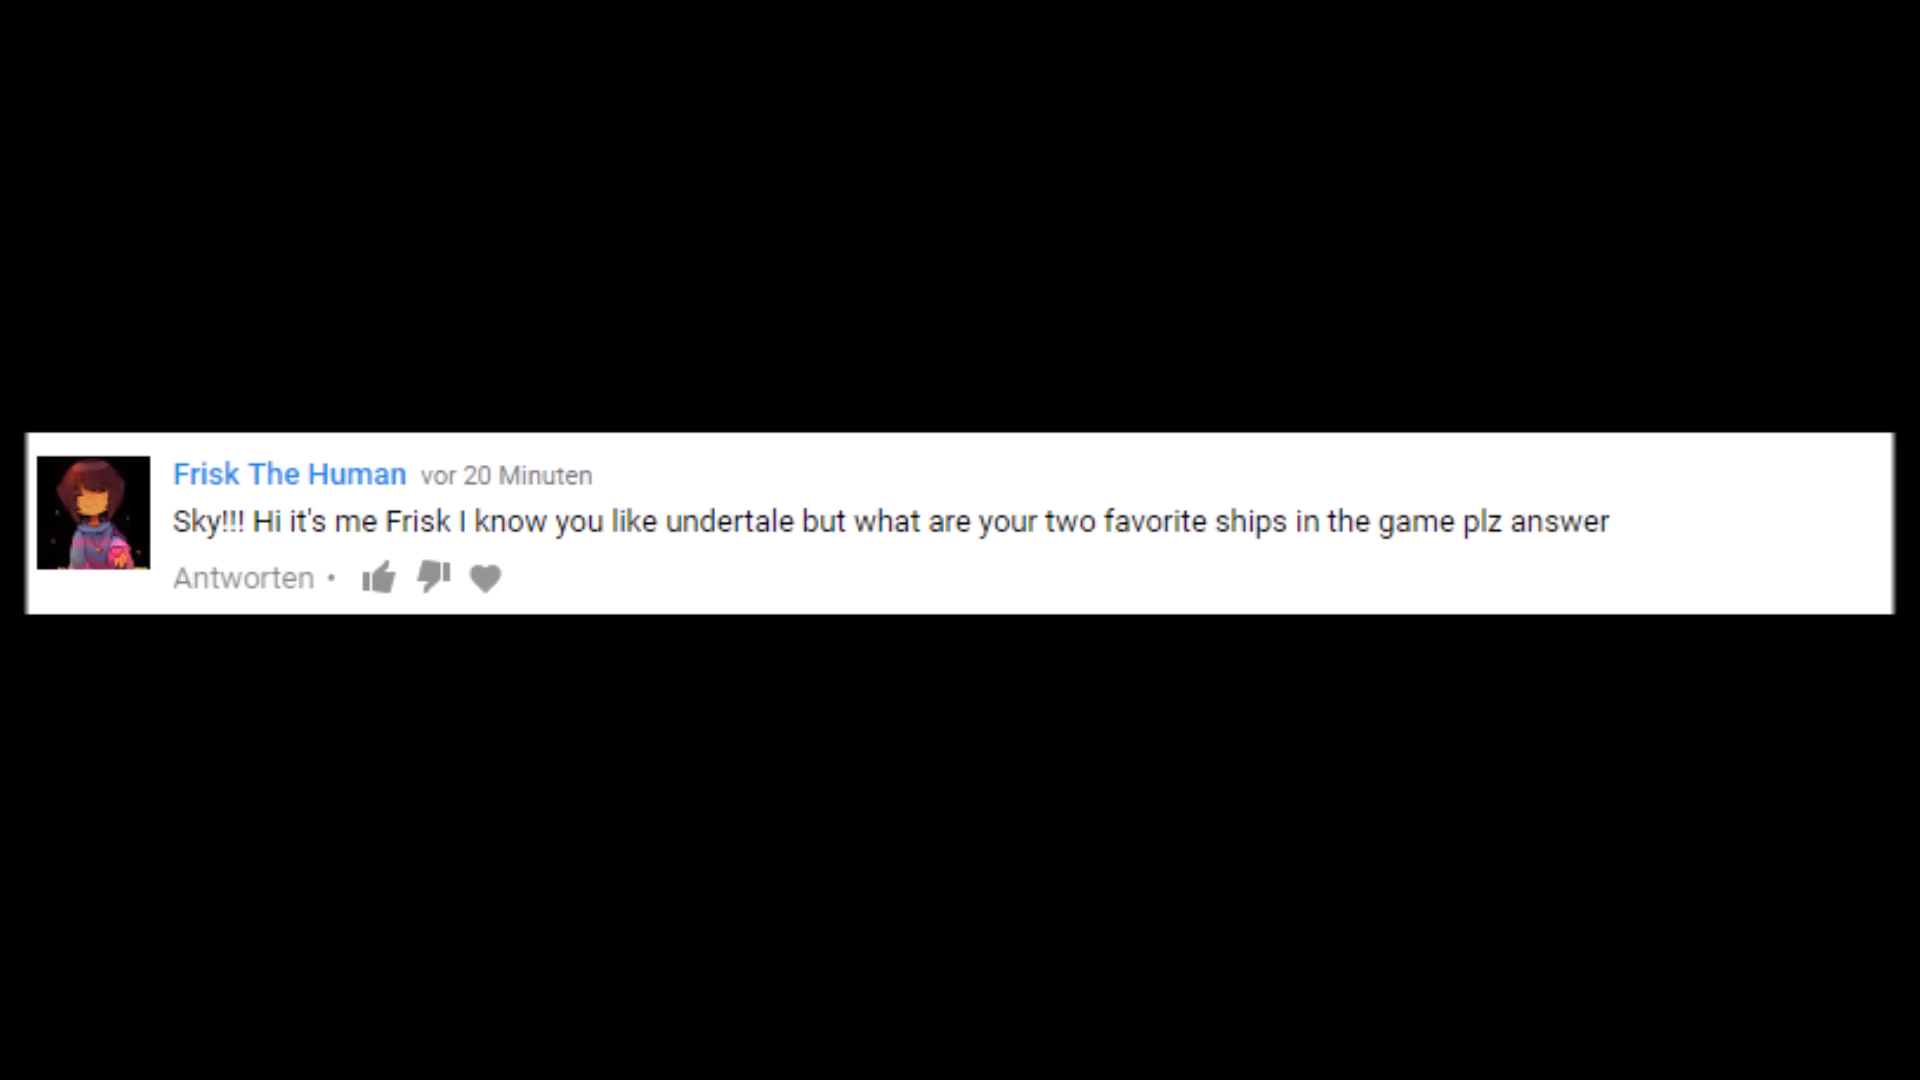 Frisk The Human vor 20 Minuten
Sky!!! Hi it's me Frisk I know you like undertale but what are your two favorite ships in the game plz answer
Antworten •